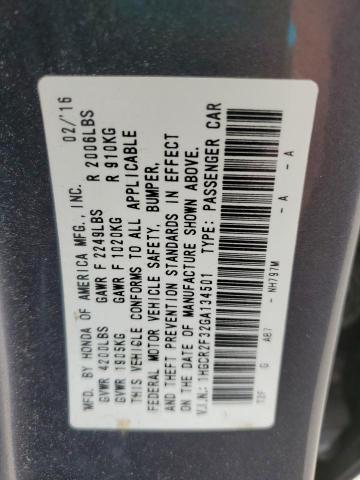 MFD. BY HONDA OF AMERICA MFG., INC. 02/'16
GVWR 4200LBS GAWR F 2249LBS R 2006LBS
GVWR 1905KG GAWR F 1020KG R 910KG
THIS VEHICLE CONFORMS TO ALL APPLICABLE
FEDERAL MOTOR VEHICLE SAFETY, BUMPER,
AND THEFT PREVENTION STANDARDS IN EFFECT
ON THE DATE OF MANUFACTURE SHOWN ABOVE.
V.I.N.: 1HGCR2F32GA134501 TYPE: PASSENGER CAR
T2F G AB7 - NH797M - A - A